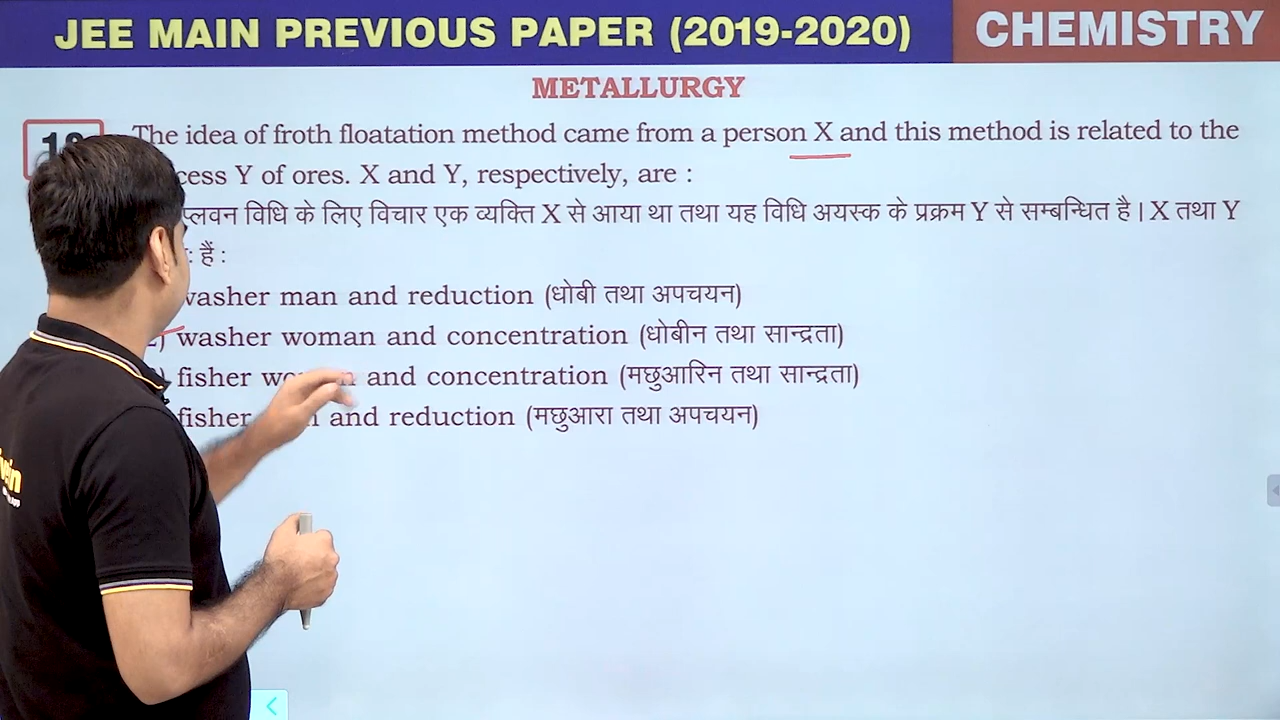 JEE MAIN PREVIOUS PAPER (2019-2020) CHEMISTRY
METALLURGY
The idea of froth floatation method came from a person X and this method is related to the
cess Y of ores. X and Y, respectively, are :
प्लवन विधि के लिए विचार एक व्यक्ति X से आया था तथा यह विधि अयस्क के प्रक्रम Y से सम्बन्धित है। X तथा Y
हैं :
washer man and reduction (धोबी तथा अपचयन)
2) washer woman and concentration (धोबीन तथा सान्द्रता)
fisher and concentration (मछुआरिन तथा सान्द्रता)
fisher and reduction (मछुआरा तथा अपचयन)